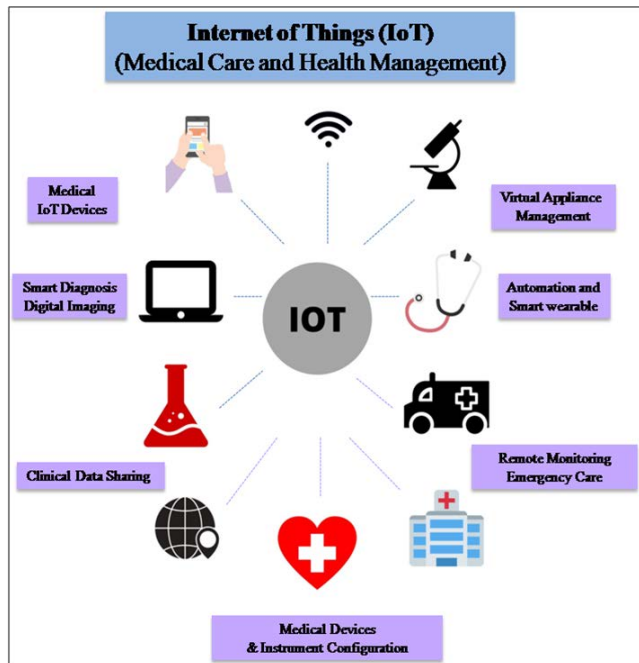 Internet of Things (IoT)
(Medical Care and Health Management)
Medical
IoT Devices
Virtual Appliance
Management
Smart Diagnosis
Digital Imaging
IOT
Automation and
Smart wearable
Clinical Data Sharing
Remote Monitoring
Emergency Care
Medical Devices
& Instrument Configuration